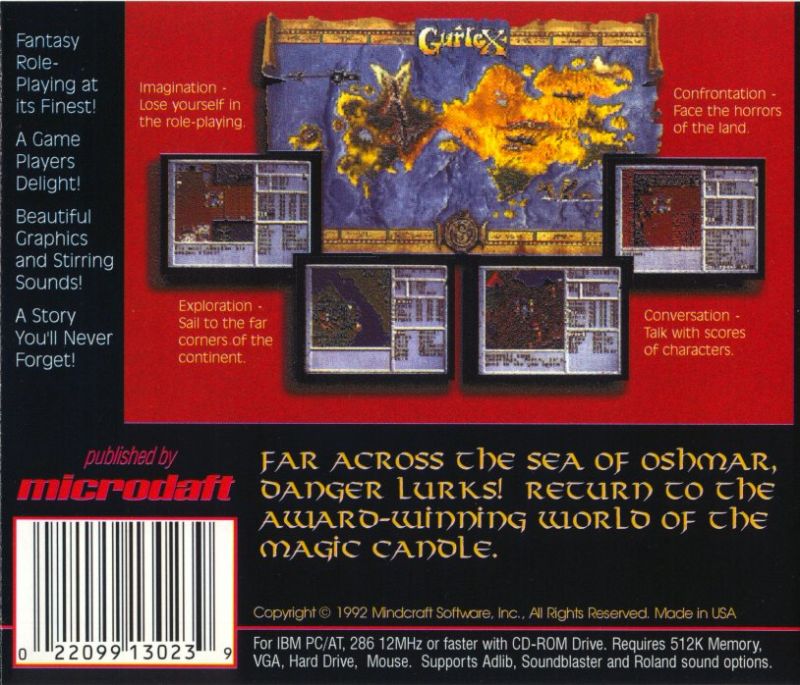 Fantasy
Role-
Playing at
its Finest!
A Game
Players
Delight!
Beautiful
Graphics
and Stirring
Sounds!
A Story
You'll Never
Forget!
Gurtex
Imagination -
Lose yourself in
the role-playing.
Confrontation -
Face the horrors
of the land.
Exploration -
Sail to the far
corners of the
continent.
Conversation -
Talk with scores
of characters.
published by
microdaft
Far across the Sea of Oshmar,
danger lurks! Return to the
award-winning world of the
Magic Candle.
Copyright © 1992 Mindcraft Software, Inc., All Rights Reserved. Made in USA
For IBM PC/AT, 286 12MHz or faster with CD-ROM Drive. Requires 512K Memory,
VGA, Hard Drive, Mouse. Supports Adlib, Soundblaster and Roland sound options.
0 22099 13023 9